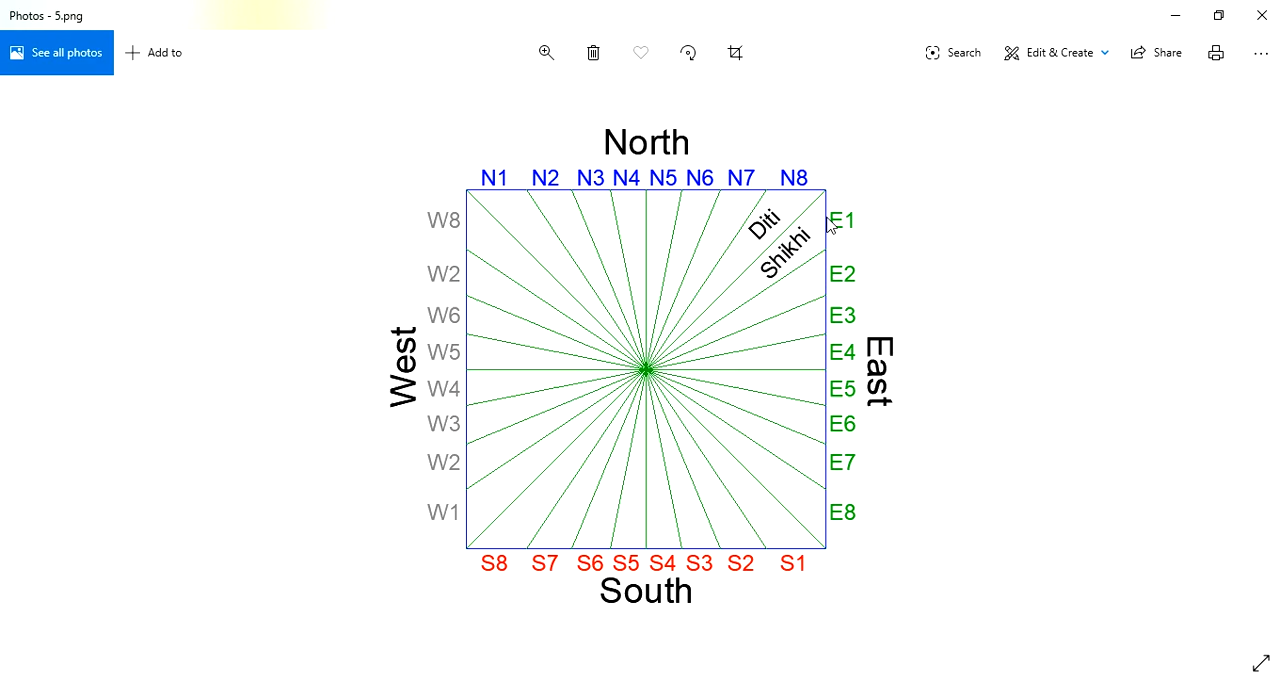 Photos - 5.png
See all photos
Add to
Search
Edit & Create
Share
North
N1 N2 N3 N4 N5 N6 N7 N8
Diti
Shikhi
W8
W2
W6
W5
W4
W3
W2
W1
West
E1
E2
E3
E4
E5
E6
E7
E8
East
S8 S7 S6 S5 S4 S3 S2 S1
South